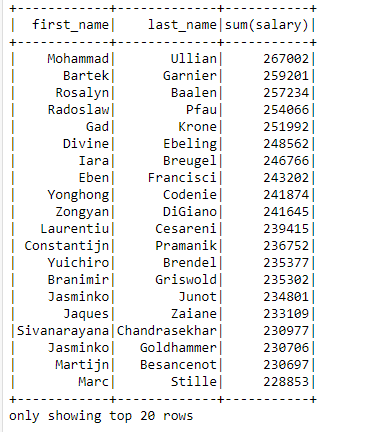 +------------+-------------+-----------+
|  first_name|    last_name|sum(salary)|
+------------+-------------+-----------+
|    Mohammad|       Ullian|     267002|
|      Bartek|      Garnier|     259201|
|     Rosalyn|       Baalen|     257234|
|    Radoslaw|         Pfau|     254066|
|         Gad|        Krone|     251992|
|      Divine|      Ebeling|     248562|
|        Iara|      Breugel|     246766|
|        Eben|    Francisci|     243202|
|    Yonghong|      Codenie|     241874|
|    Zongyan|      DiGiano|     241645|
|   Laurentiu|     Cesareni|     239415|
| Constantijn|     Pramanik|     236752|
|    Yuichiro|      Brendel|     235377|
|    Branimir|     Griswold|     235302|
|    Jasminko|        Junot|     234801|
|      Jaques|       Zaiane|     233109|
|Sivanarayana|Chandrasekhar|     230977|
|    Jasminko|   Goldhammer|     230706|
|     Martijn|   Besancenot|     230697|
|        Marc|       Stille|     228853|
+------------+-------------+-----------+
only showing top 20 rows